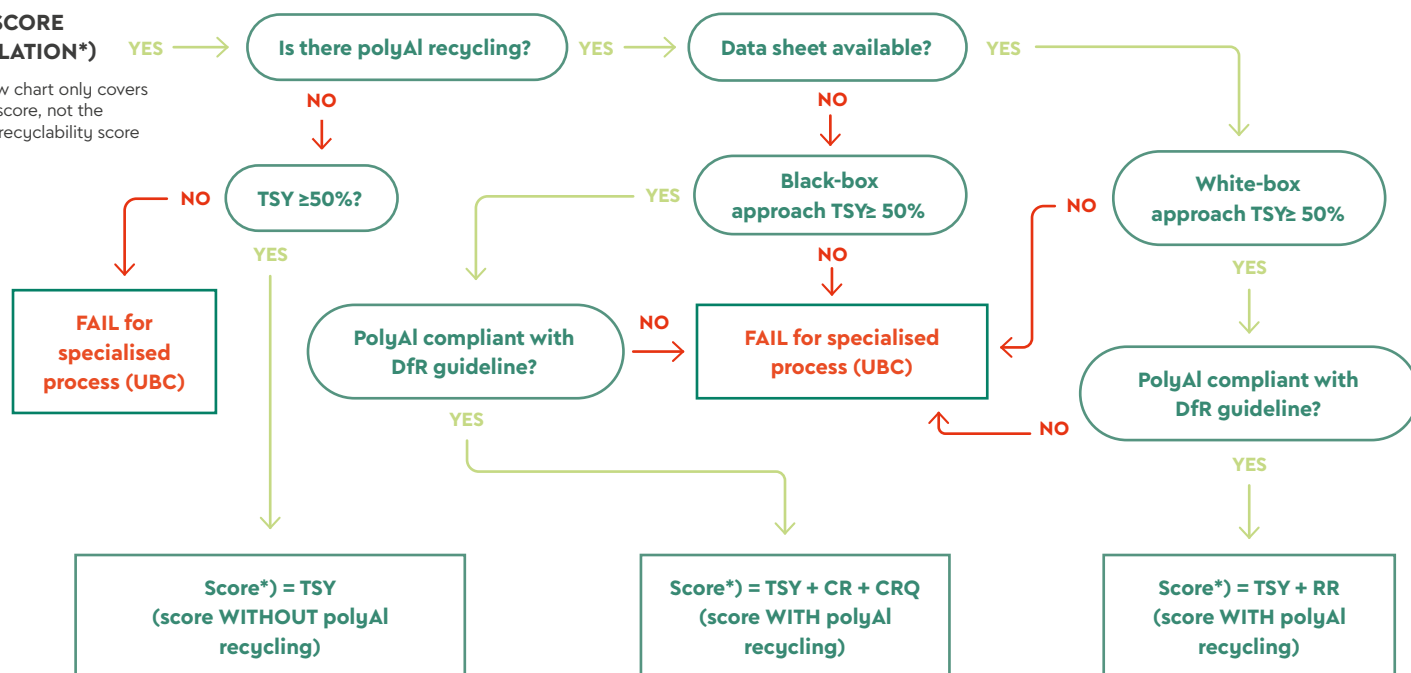 SCORE
LATION*)
YES
Is there polyAl recycling?
YES
Data sheet available?
YES
w chart only covers
score, not the
recyclability score
NO
NO
NO
TSY ≥50%?
YES
Black-box
approach TSY≥ 50%
NO
White-box
approach TSY≥ 50%
YES
NO
YES
FAIL for
specialised
process (UBC)
PolyAl compliant with
DfR guideline?
NO
FAIL for specialised
process (UBC)
PolyAl compliant with
DfR guideline?
YES
NO
YES
Score*) = TSY
(score WITHOUT polyAl
recycling)
Score*) = TSY + CR + CRQ
(score WITH polyAl
recycling)
Score*) = TSY + RR
(score WITH polyAl
recycling)